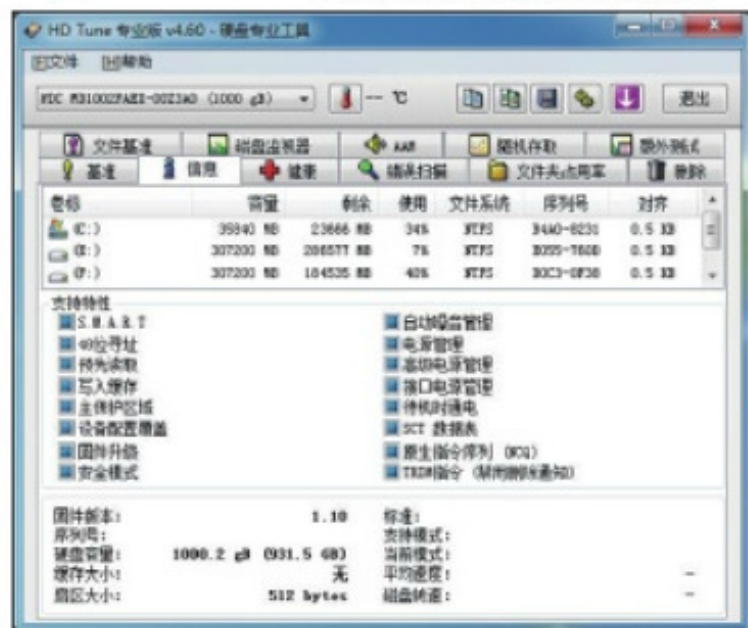 HD Tune 专业版 v4.60 - 硬盘专业工具
文件 帮助
(1000 gB) -- ℃ 退出
文件基准 磁盘监视器 AAM 随机存取 额外测试
基准 信息 健康 错误扫描 文件夹占用率 删除
卷标 容量 剩余 使用 文件系统 序列号 对齐
(C:) 35840 MB 23666 MB 34% NTFS B4A0-8231 0.5 KB
(E:) 307200 MB 286577 MB 7% NTFS 0.5 KB
(F:) 307200 MB 184535 MB 40% NTFS 0.5 KB
支持特性
S.M.A.R.T 自动噪音管理
48位寻址 电源管理
预先读取 高级电源管理
写入缓存 接口电源管理
主保护区域 待机时通电
设备配置覆盖 SCT 数据表
固件升级 原生指令序列 (NCQ)
安全模式 TRIM指令 (禁用删除通知)
固件版本: 1.10 标准:
序列号: 支持模式:
硬盘容量: 1000.2 gB (931.5 GB) 当前模式:
缓存大小: 无 平均速度: --
扇区大小: 512 bytes 磁盘转速: --